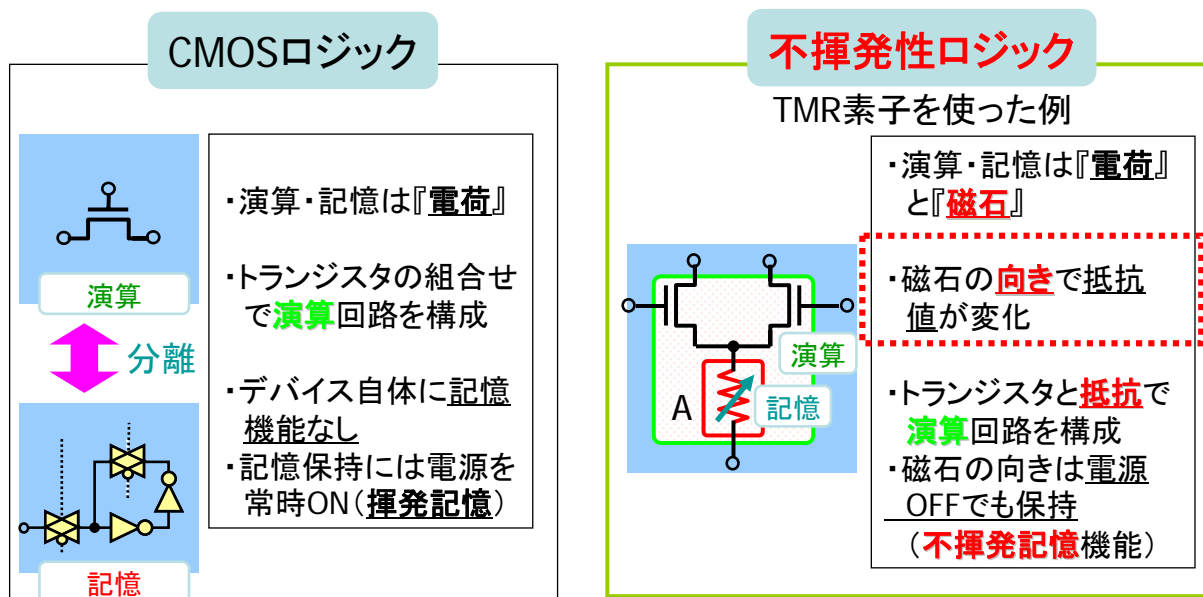 CMOSロジック
演算
分離
記憶
・演算・記憶は『電荷』
・トランジスタの組合せ
で演算回路を構成
・デバイス自体に記憶
機能なし
・記憶保持には電源を
常時ON（揮発記憶）
不揮発性ロジック
TMR素子を使った例
演算
A
記憶
・演算・記憶は『電荷』
と『磁石』
・磁石の向きで抵抗
値が変化
・トランジスタと抵抗で
演算回路を構成
・磁石の向きは電源
OFFでも保持
（不揮発記憶機能）